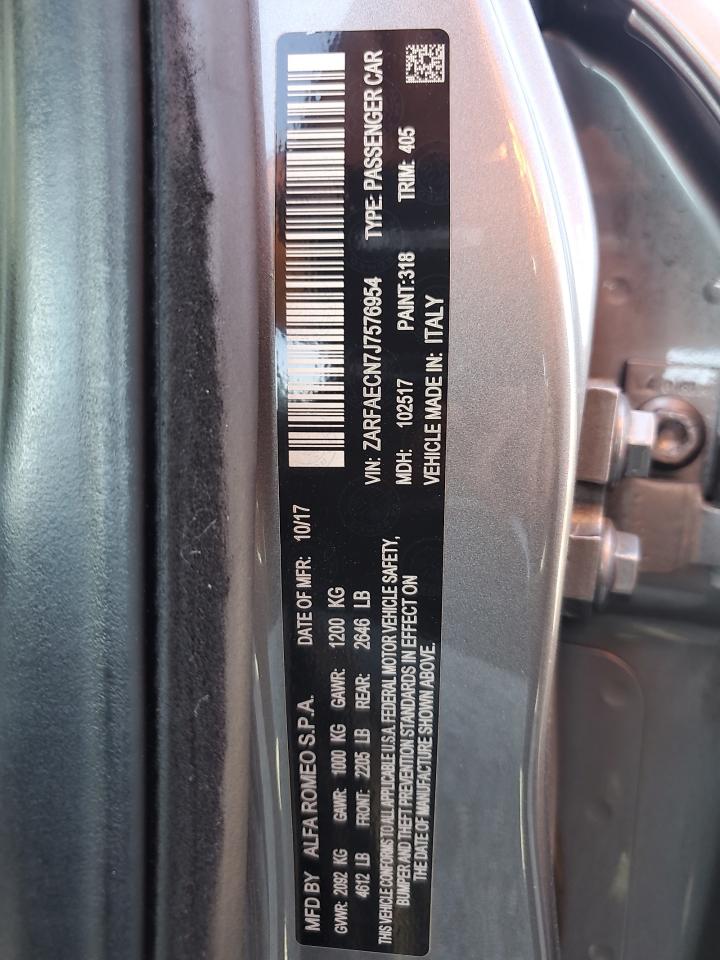 MFD BY ALFA ROMEO S.P.A. DATE OF MFR: 10/17
GVWR: 2092 KG GAWR: 1000 KG GAWR: 1200 KG
4612 LB FRONT: 2205 LB REAR: 2646 LB
THIS VEHICLE CONFORMS TO ALL APPLICABLE U.S.A. FEDERAL MOTOR VEHICLE SAFETY,
BUMPER AND THEFT PREVENTION STANDARDS IN EFFECT ON
THE DATE OF MANUFACTURE SHOWN ABOVE.
VIN: ZARFAECN7J7576954 TYPE: PASSENGER CAR
MDH: 102517 PAINT:318 TRIM: 405
VEHICLE MADE IN: ITALY